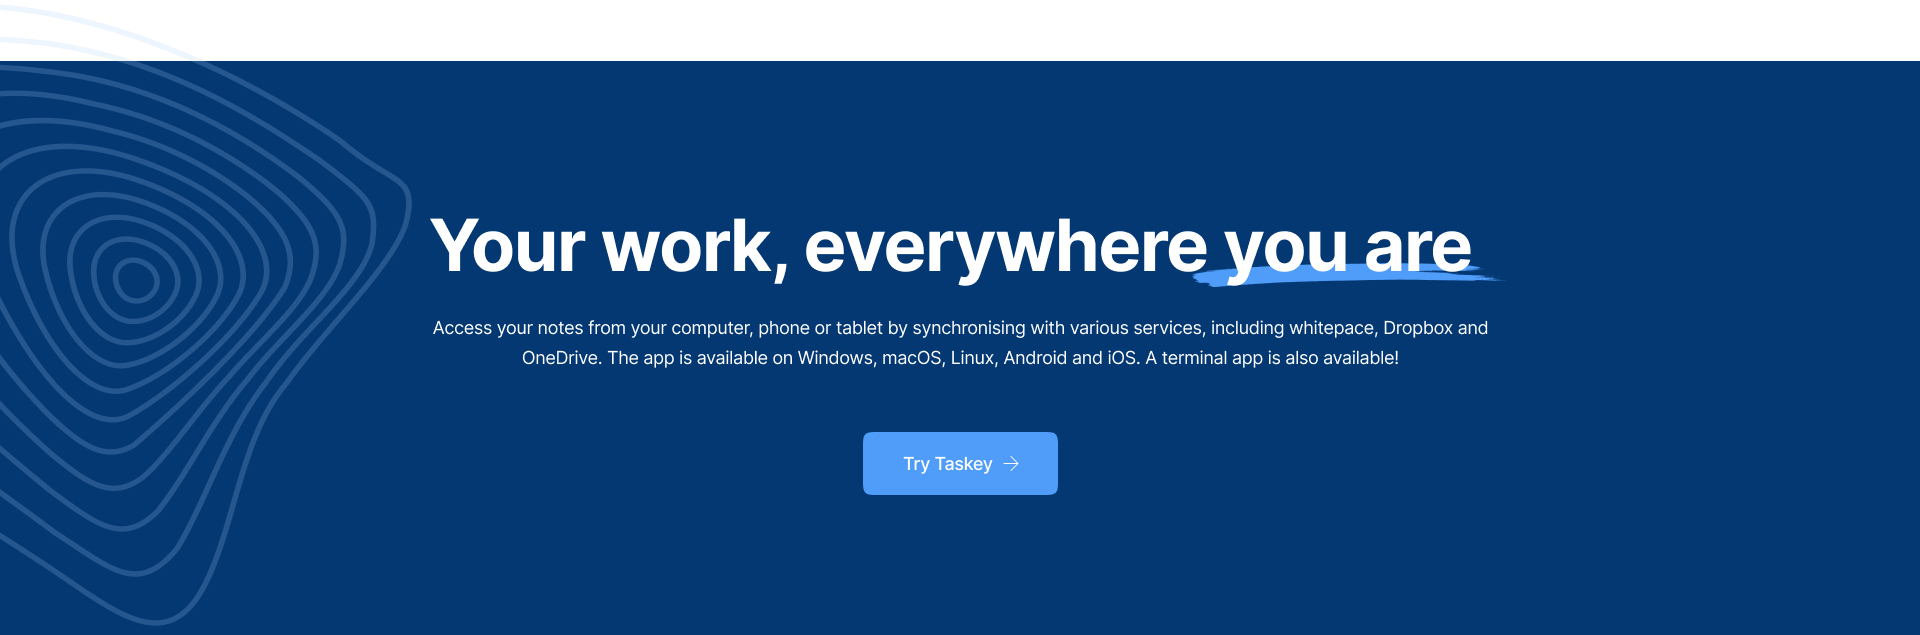 Your work, everywhere you are
Access your notes from your computer, phone or tablet by synchronising with various services, including whitepace, Dropbox and
OneDrive. The app is available on Windows, macOS, Linux, Android and iOS. A terminal app is also available!
Try Taskey →